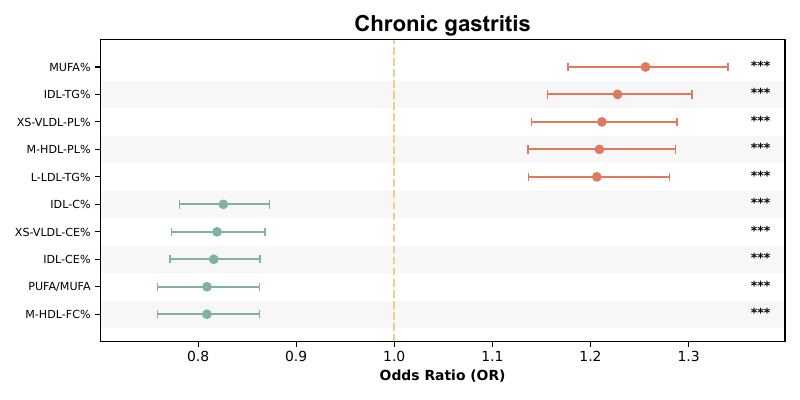 Chronic gastritis
MUFA% ***
IDL-TG% ***
XS-VLDL-PL% ***
M-HDL-PL% ***
L-LDL-TG% ***
IDL-C% ***
XS-VLDL-CE% ***
IDL-CE% ***
PUFA/MUFA ***
M-HDL-FC% ***
0.8 0.9 1.0 1.1 1.2 1.3
Odds Ratio (OR)